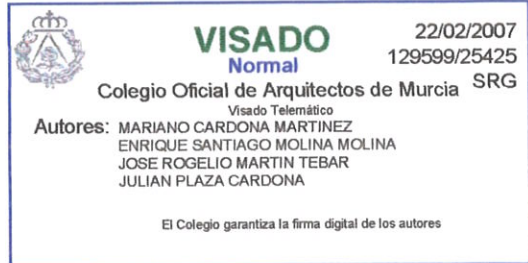 VISADO
22/02/2007
Normal
129599/25425
Colegio Oficial de Arquitectos de Murcia
SRG
Visado Telemático
Autores: MARIANO CARDONA MARTINEZ
ENRIQUE SANTIAGO MOLINA MOLINA
JOSE ROGELIO MARTIN TEBAR
JULIAN PLAZA CARDONA
El Colegio garantiza la firma digital de los autores